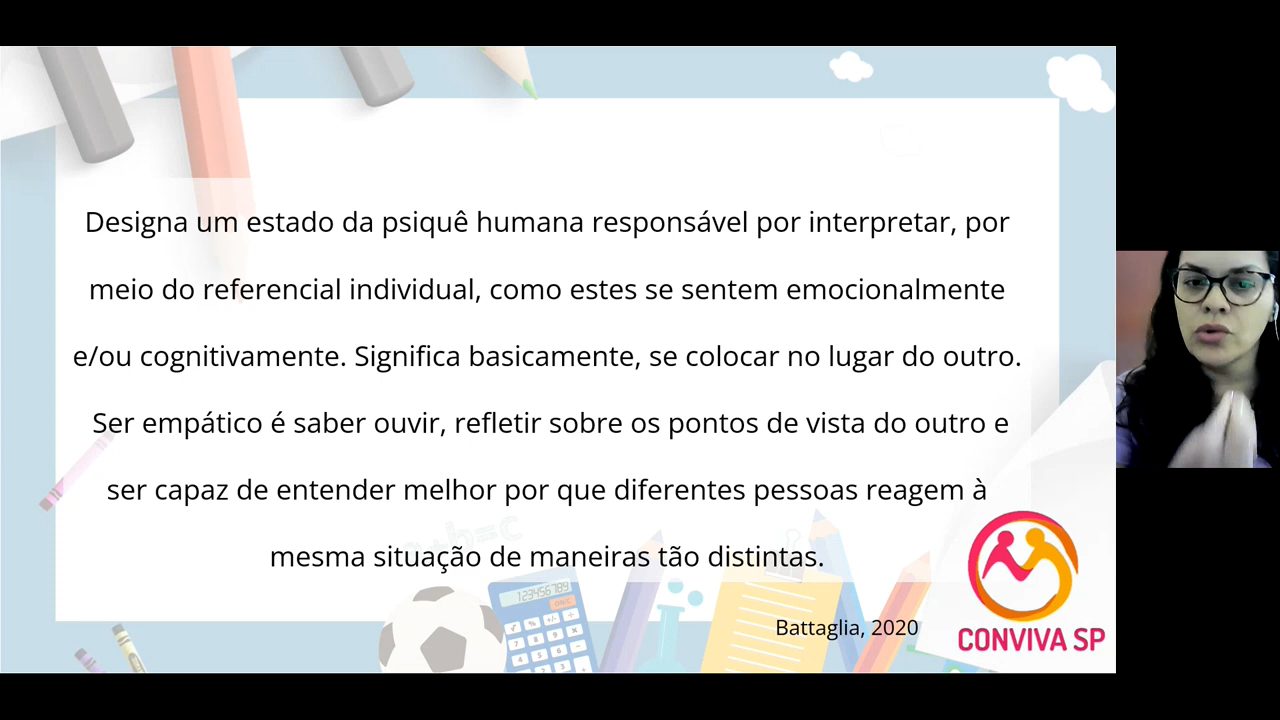 Designa um estado da psiquê humana responsável por interpretar, por
meio do referencial individual, como estes se sentem emocionalmente
e/ou cognitivamente. Significa basicamente, se colocar no lugar do outro.
Ser empático é saber ouvir, refletir sobre os pontos de vista do outro e
ser capaz de entender melhor por que diferentes pessoas reagem à
mesma situação de maneiras tão distintas.
a+b=c
123456789
Battaglia, 2020
CONVIVA SP